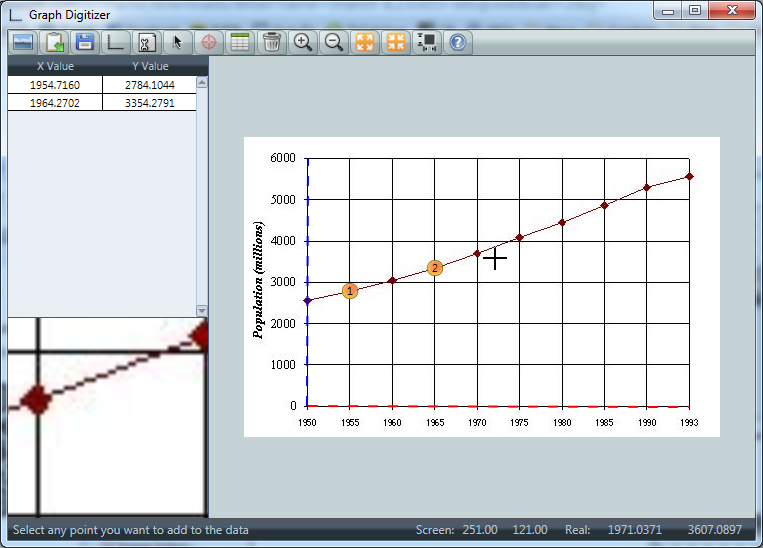 Graph Digitizer
X Value Y Value
1954.7160 2784.1044
1964.2702 3354.2791
6000
5000
4000
3000
2000
1000
0
Population (millions)
1
2
1950 1955 1960 1965 1970 1975 1980 1985 1990 1993
Select any point you want to add to the data Screen: 251.00 121.00 Real: 1971.0371 3607.0897